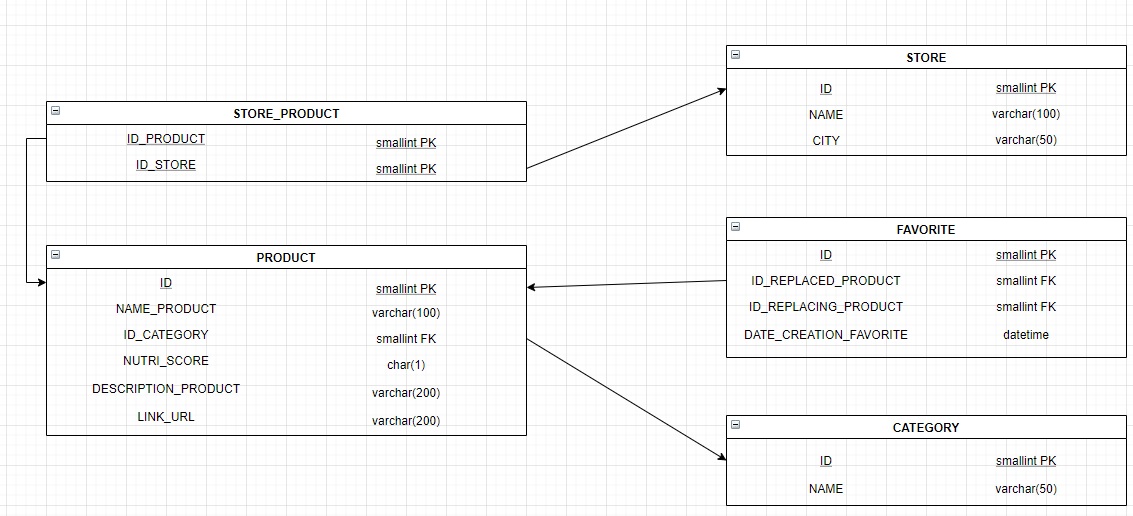 STORE
ID smallint PK
NAME varchar(100)
CITY varchar(50)
STORE_PRODUCT
ID_PRODUCT smallint PK
ID_STORE smallint PK
FAVORITE
ID smallint PK
ID_REPLACED_PRODUCT smallint FK
ID_REPLACING_PRODUCT smallint FK
DATE_CREATION_FAVORITE datetime
PRODUCT
ID smallint PK
NAME_PRODUCT varchar(100)
ID_CATEGORY smallint FK
NUTRI_SCORE char(1)
DESCRIPTION_PRODUCT varchar(200)
LINK_URL varchar(200)
CATEGORY
ID smallint PK
NAME varchar(50)